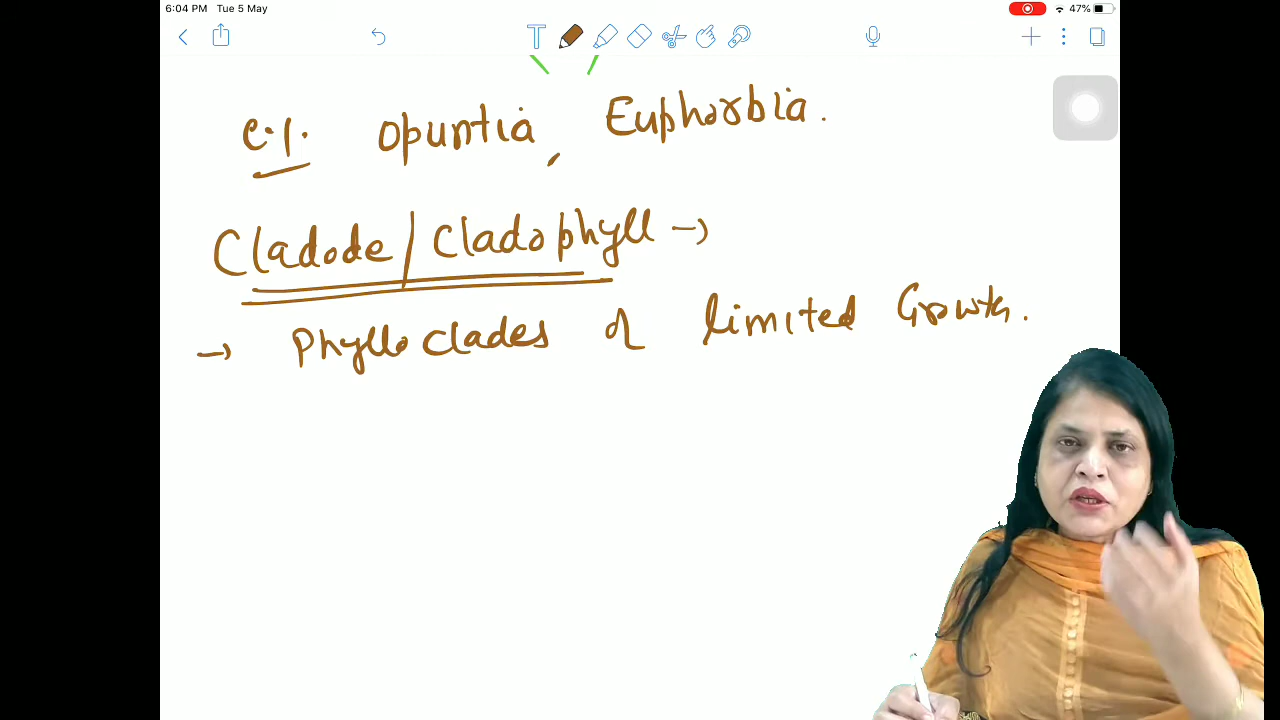 6:04 PM Tue 5 May 47%
T
e.g. Opuntia, Euphorbia.
Cladode/Cladophyll →
→ Phylloclades of limited Growth.